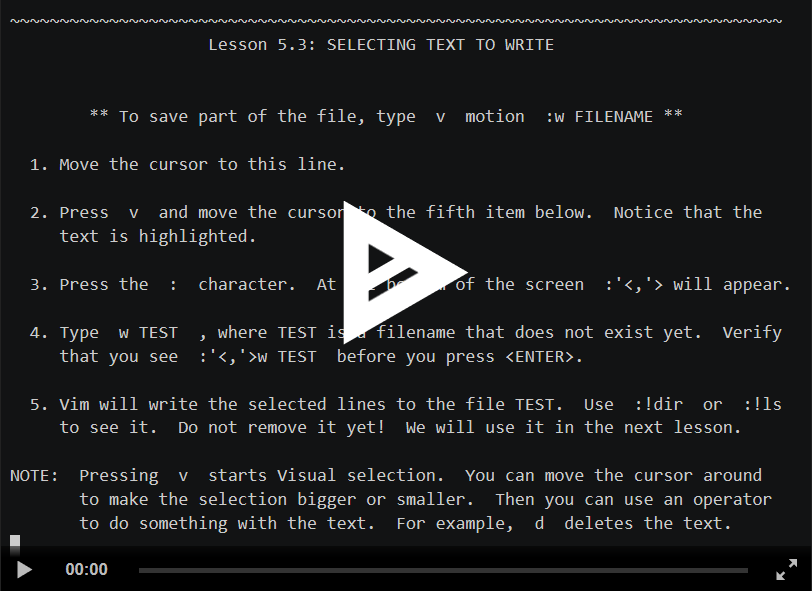 ~~~~~~~~~~~~~~~~~~~~~~~~~~~~~~~~~~~~~~~~~~~~~~~~~~~~~~~~~~~~~~~~~~~~~~~~~~~~~~
Lesson 5.3: SELECTING TEXT TO WRITE
** To save part of the file, type  v  motion  :w FILENAME **
1. Move the cursor to this line.
2. Press  v  and move the cursor to the fifth item below.  Notice that the
text is highlighted.
3. Press the  :  character.  At of the screen  :'<,'> will appear.
4. Type  w TEST  , where TEST is a filename that does not exist yet.  Verify
that you see  :'<,'>w TEST  before you press <ENTER>.
5. Vim will write the selected lines to the file TEST.  Use  :!dir  or  :!ls
to see it.  Do not remove it yet!  We will use it in the next lesson.
NOTE:  Pressing  v  starts Visual selection.  You can move the cursor around
to make the selection bigger or smaller.  Then you can use an operator
to do something with the text.  For example,  d  deletes the text.
00:00